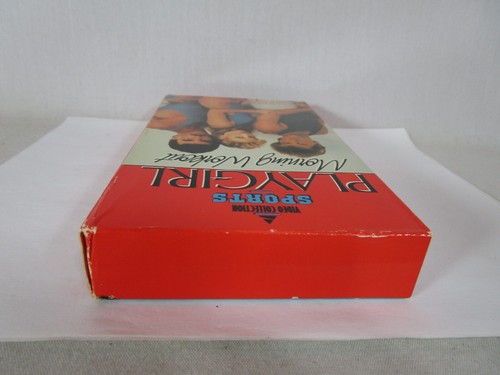 VIDEO COLLECTION
SPORTS
PLAYGIRL
Morning Workout